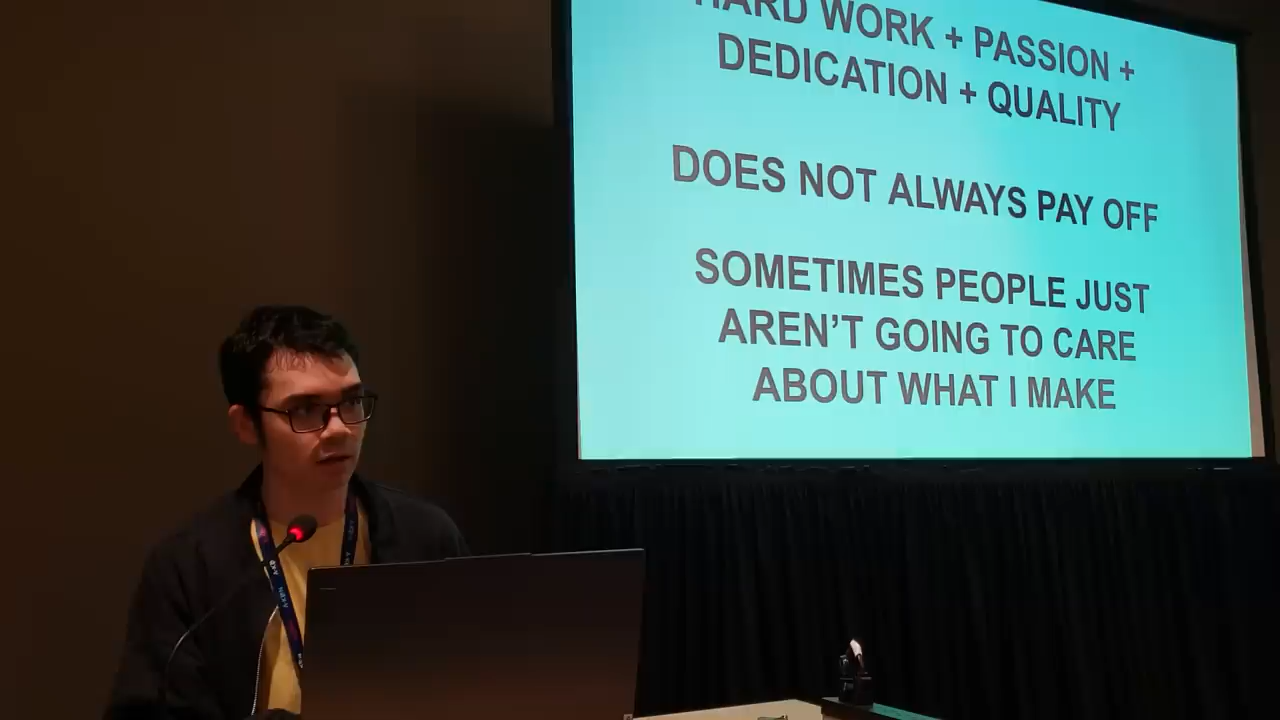 HARD WORK + PASSION +
DEDICATION + QUALITY
DOES NOT ALWAYS PAY OFF
SOMETIMES PEOPLE JUST
AREN'T GOING TO CARE
ABOUT WHAT I MAKE